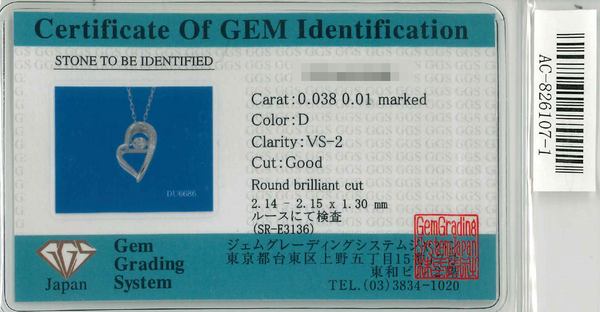 Certificate Of GEM Identification
STONE TO BE IDENTIFIED
DU6686
Carat:0.038 0.01 marked
Color:D
Clarity:VS-2
Cut:Good
Round brilliant cut
2.14 - 2.15 x 1.30 mm
ルースにて検査
(SR-E3136)
GGS
Japan
Gem
Grading
System
ジェムグレーディングシステム
東京都台東区上野五丁目15
東和ビ
TEL.(03)3834-1020
GemGrading
System Japan
AC-826107-1